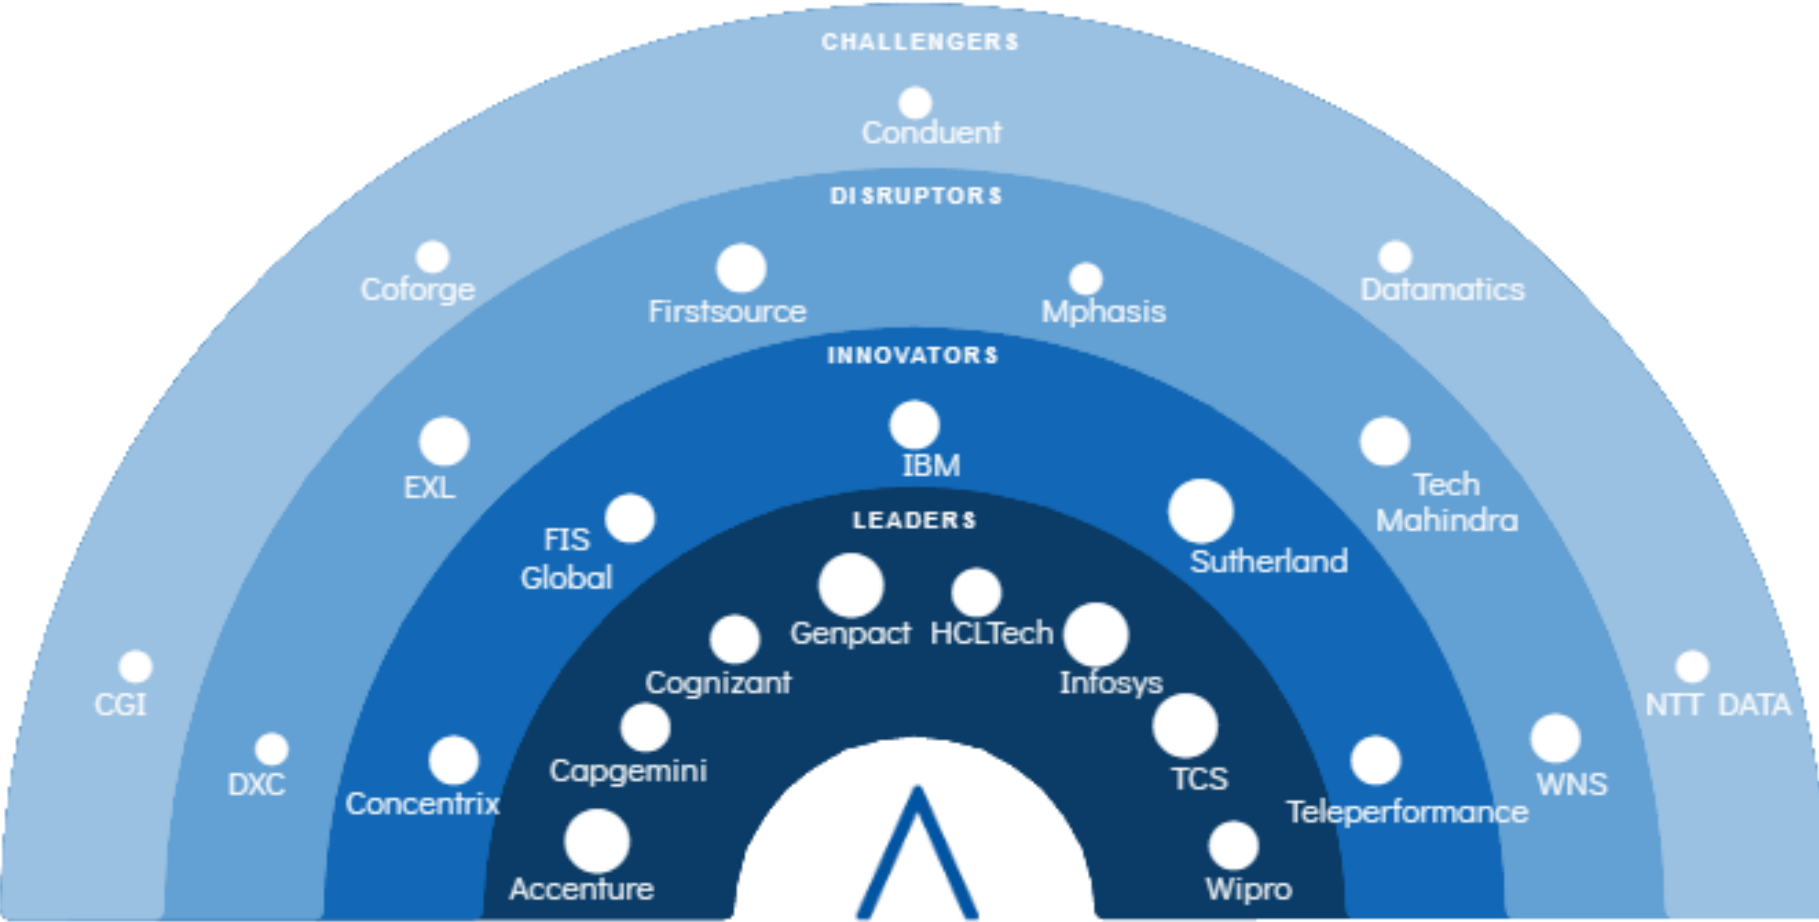 CHALLENGERS
Conduent
Coforge
Datamatics
CGI
NTT DATA
DISRUPTORS
Firstsource
Mphasis
EXL
Tech
Mahindra
DXC
WNS
INNOVATORS
IBM
FIS
Global
Sutherland
Concentrix
Teleperformance
LEADERS
Genpact
HCLTech
Cognizant
Infosys
Capgemini
TCS
Accenture
Wipro